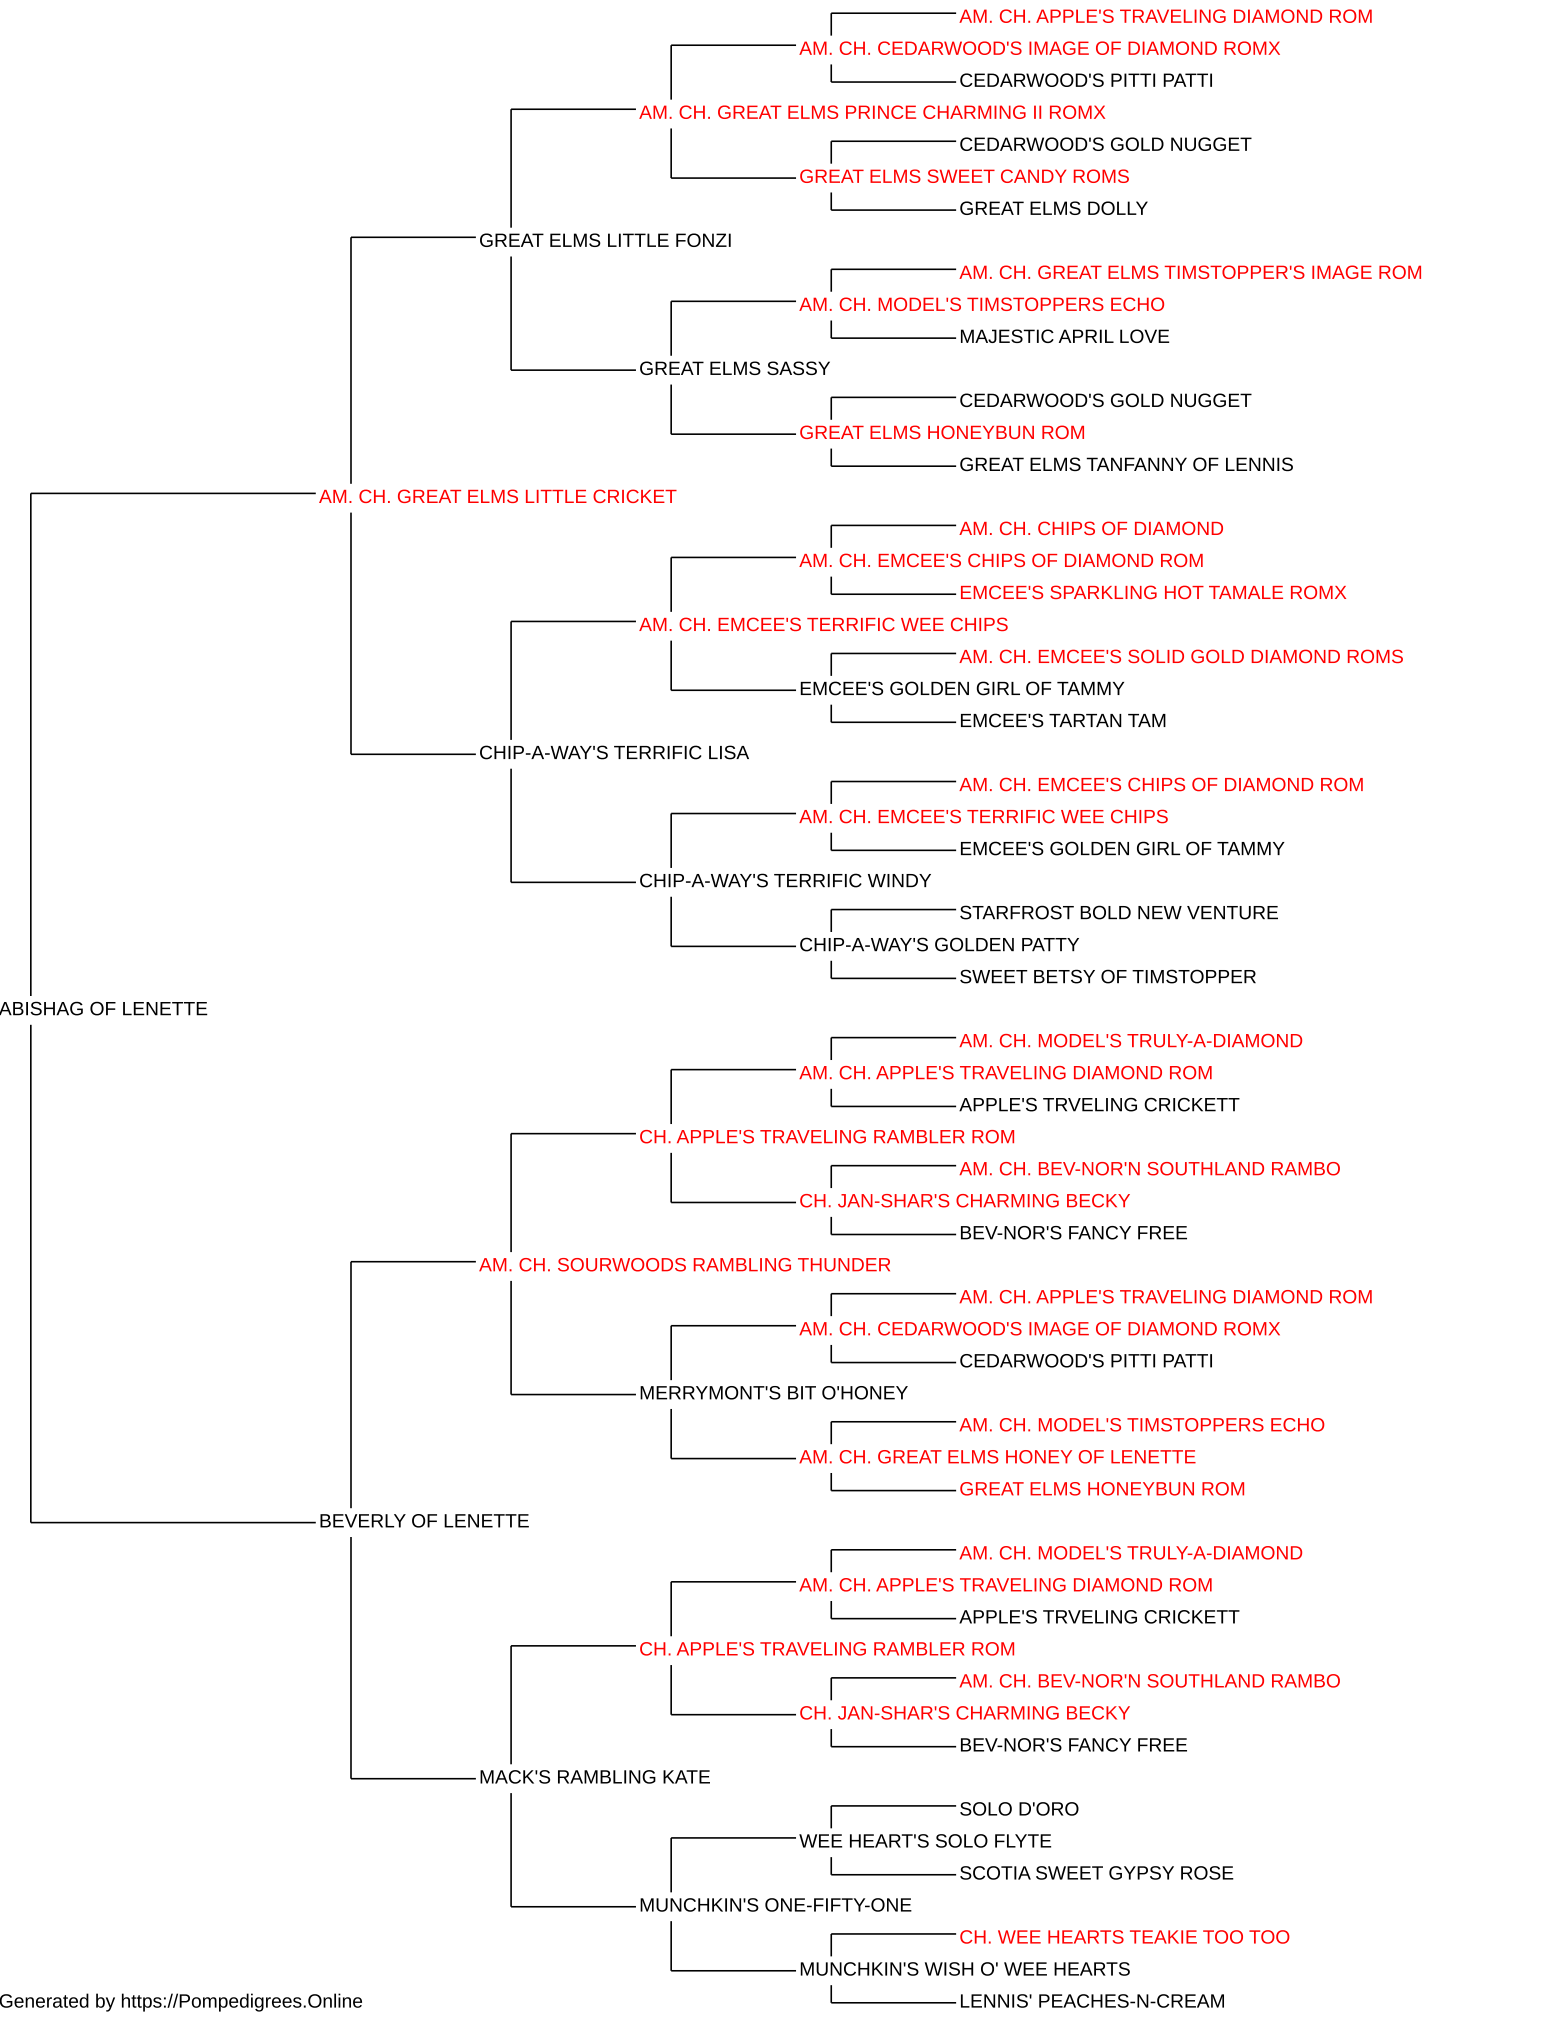 AM. CH. APPLE'S TRAVELING DIAMOND ROM
AM. CH. CEDARWOOD'S IMAGE OF DIAMOND ROMX
CEDARWOOD'S PITTI PATTI
AM. CH. GREAT ELMS PRINCE CHARMING II ROMX
CEDARWOOD'S GOLD NUGGET
GREAT ELMS SWEET CANDY ROMS
GREAT ELMS DOLLY
GREAT ELMS LITTLE FONZI
AM. CH. GREAT ELMS TIMSTOPPER'S IMAGE ROM
AM. CH. MODEL'S TIMSTOPPERS ECHO
MAJESTIC APRIL LOVE
GREAT ELMS SASSY
CEDARWOOD'S GOLD NUGGET
GREAT ELMS HONEYBUN ROM
GREAT ELMS TANFANNY OF LENNIS
AM. CH. GREAT ELMS LITTLE CRICKET
AM. CH. CHIPS OF DIAMOND
AM. CH. EMCEE'S CHIPS OF DIAMOND ROM
EMCEE'S SPARKLING HOT TAMALE ROMX
AM. CH. EMCEE'S TERRIFIC WEE CHIPS
AM. CH. EMCEE'S SOLID GOLD DIAMOND ROMS
EMCEE'S GOLDEN GIRL OF TAMMY
EMCEE'S TARTAN TAM
CHIP-A-WAY'S TERRIFIC LISA
AM. CH. EMCEE'S CHIPS OF DIAMOND ROM
AM. CH. EMCEE'S TERRIFIC WEE CHIPS
EMCEE'S GOLDEN GIRL OF TAMMY
CHIP-A-WAY'S TERRIFIC WINDY
STARFROST BOLD NEW VENTURE
CHIP-A-WAY'S GOLDEN PATTY
SWEET BETSY OF TIMSTOPPER
ABISHAG OF LENETTE
AM. CH. MODEL'S TRULY-A-DIAMOND
AM. CH. APPLE'S TRAVELING DIAMOND ROM
APPLE'S TRVELING CRICKETT
CH. APPLE'S TRAVELING RAMBLER ROM
AM. CH. BEV-NOR'N SOUTHLAND RAMBO
CH. JAN-SHAR'S CHARMING BECKY
BEV-NOR'S FANCY FREE
AM. CH. SOURWOODS RAMBLING THUNDER
AM. CH. APPLE'S TRAVELING DIAMOND ROM
AM. CH. CEDARWOOD'S IMAGE OF DIAMOND ROMX
CEDARWOOD'S PITTI PATTI
MERRYMONT'S BIT O'HONEY
AM. CH. MODEL'S TIMSTOPPERS ECHO
AM. CH. GREAT ELMS HONEY OF LENETTE
GREAT ELMS HONEYBUN ROM
BEVERLY OF LENETTE
AM. CH. MODEL'S TRULY-A-DIAMOND
AM. CH. APPLE'S TRAVELING DIAMOND ROM
APPLE'S TRVELING CRICKETT
CH. APPLE'S TRAVELING RAMBLER ROM
AM. CH. BEV-NOR'N SOUTHLAND RAMBO
CH. JAN-SHAR'S CHARMING BECKY
BEV-NOR'S FANCY FREE
MACK'S RAMBLING KATE
SOLO D'ORO
WEE HEART'S SOLO FLYTE
SCOTIA SWEET GYPSY ROSE
MUNCHKIN'S ONE-FIFTY-ONE
CH. WEE HEARTS TEAKIE TOO TOO
MUNCHKIN'S WISH O' WEE HEARTS
LENNIS' PEACHES-N-CREAM
Generated by https://Pompedigrees.Online